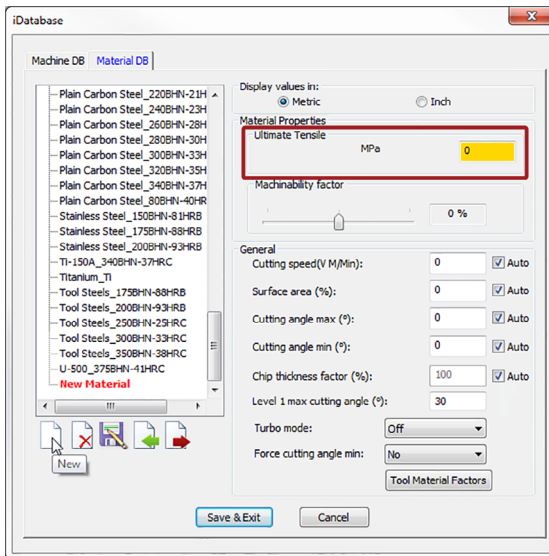 iDatabase
Machine DB Material DB
Plain Carbon Steel_220BHN-21H
Plain Carbon Steel_240BHN-23H
Plain Carbon Steel_260BHN-28H
Plain Carbon Steel_280BHN-30H
Plain Carbon Steel_300BHN-33H
Plain Carbon Steel_320BHN-35H
Plain Carbon Steel_340BHN-37H
Plain Carbon Steel_80BHN-40HR
Stainless Steel_150BHN-81HRB
Stainless Steel_175BHN-88HRB
Stainless Steel_200BHN-93HRB
TI-150A_340BHN-37HRC
Titanium_TI
Tool Steels_175BHN-88HRB
Tool Steels_200BHN-93HRB
Tool Steels_250BHN-25HRC
Tool Steels_300BHN-33HRC
Tool Steels_350BHN-38HRC
U-500_375BHN-41HRC
New Material
New
Display values in:
Metric Inch
Material Properties
Ultimate Tensile
MPa 0
Machinability factor
0 %
General
Cutting speed(V M/Min): 0 Auto
Surface area (%): 0 Auto
Cutting angle max (°): 0 Auto
Cutting angle min (°): 0 Auto
Chip thickness factor (%): 100 Auto
Level 1 max cutting angle (°): 30
Turbo mode: Off
Force cutting angle min: No
Tool Material Factors
Save & Exit Cancel